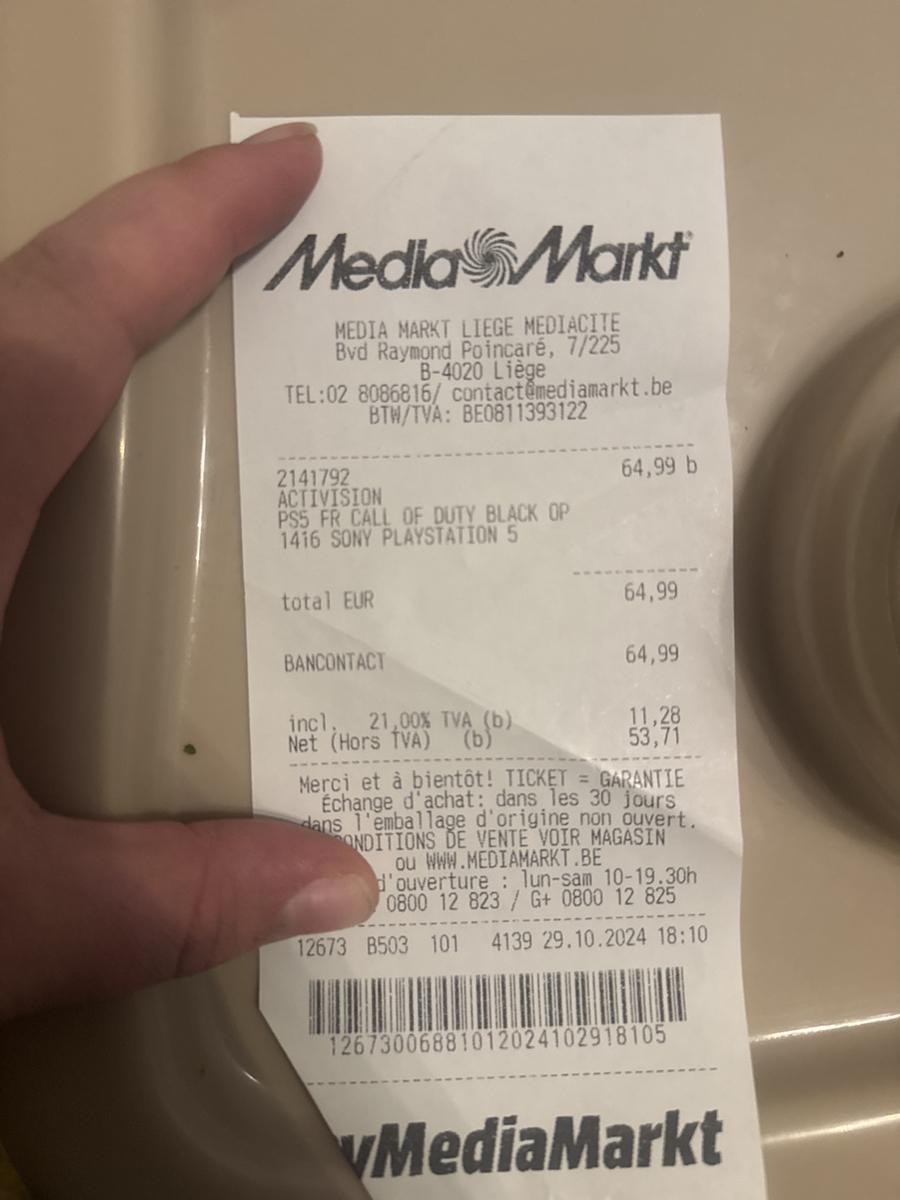 Media Markt
MEDIA MARKT LIEGE MEDIACITE
Bvd Raymond Poincaré, 7/225
B-4020 Liège
TEL:02 8086816/ contact@mediamarkt.be
BTW/TVA: BE0811393122
2141792 64,99 b
ACTIVISION
PS5 FR CALL OF DUTY BLACK OP
1416 SONY PLAYSTATION 5
total EUR 64,99
BANCONTACT 64,99
incl. 21,00% TVA (b) 11,28
Net (Hors TVA) (b) 53,71
Merci et à bientôt! TICKET = GARANTIE
Échange d'achat: dans les 30 jours
dans l'emballage d'origine non ouvert.
ONDITIONS DE VENTE VOIR MAGASIN
ou WWW.MEDIAMARKT.BE
d'ouverture : lun-sam 10-19.30h
0800 12 823 / G+ 0800 12 825
12673 B503 101 4139 29.10.2024 18:10
1267300688101202410291810​5
yMediaMarkt